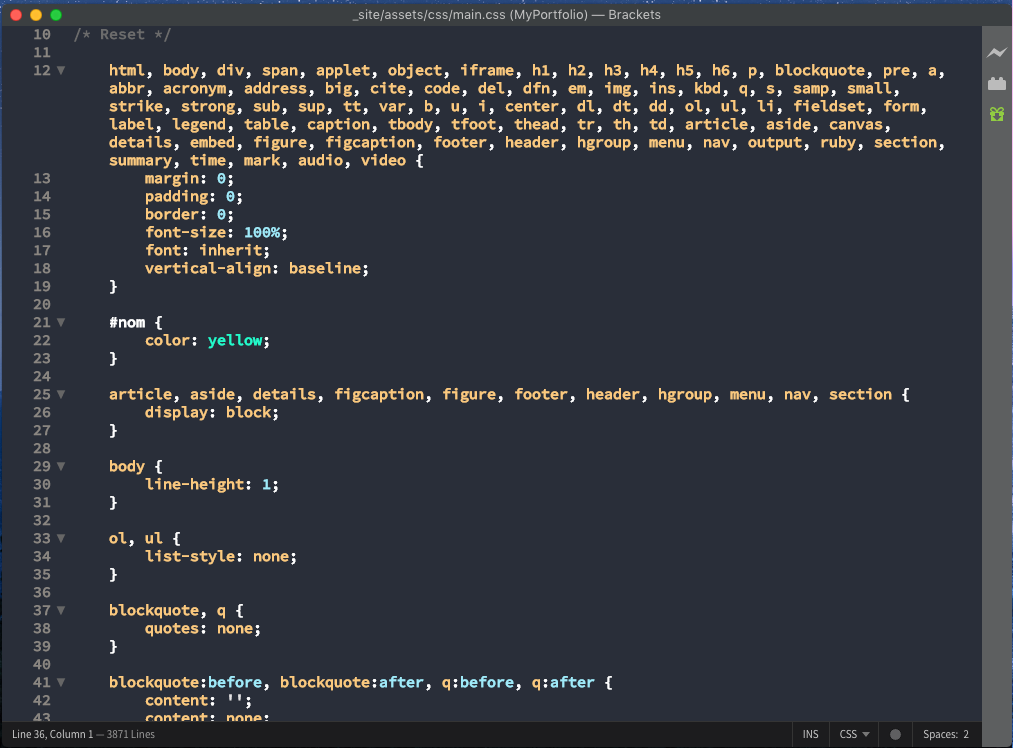 _site/assets/css/main.css (MyPortfolio) — Brackets
10 /* Reset */
11
12 html, body, div, span, applet, object, iframe, h1, h2, h3, h4, h5, h6, p, blockquote, pre, a,
abbr, acronym, address, big, cite, code, del, dfn, em, img, ins, kbd, q, s, samp, small,
strike, strong, sub, sup, tt, var, b, u, i, center, dl, dt, dd, ol, ul, li, fieldset, form,
label, legend, table, caption, tbody, tfoot, thead, tr, th, td, article, aside, canvas,
details, embed, figure, figcaption, footer, header, hgroup, menu, nav, output, ruby, section,
summary, time, mark, audio, video {
13 margin: 0;
14 padding: 0;
15 border: 0;
16 font-size: 100%;
17 font: inherit;
18 vertical-align: baseline;
19 }
20
21 #nom {
22 color: yellow;
23 }
24
25 article, aside, details, figcaption, figure, footer, header, hgroup, menu, nav, section {
26 display: block;
27 }
28
29 body {
30 line-height: 1;
31 }
32
33 ol, ul {
34 list-style: none;
35 }
36
37 blockquote, q {
38 quotes: none;
39 }
40
41 blockquote:before, blockquote:after, q:before, q:after {
42 content: '';
43 content: none;
Line 36, Column 1 — 3871 Lines INS CSS Spaces: 2